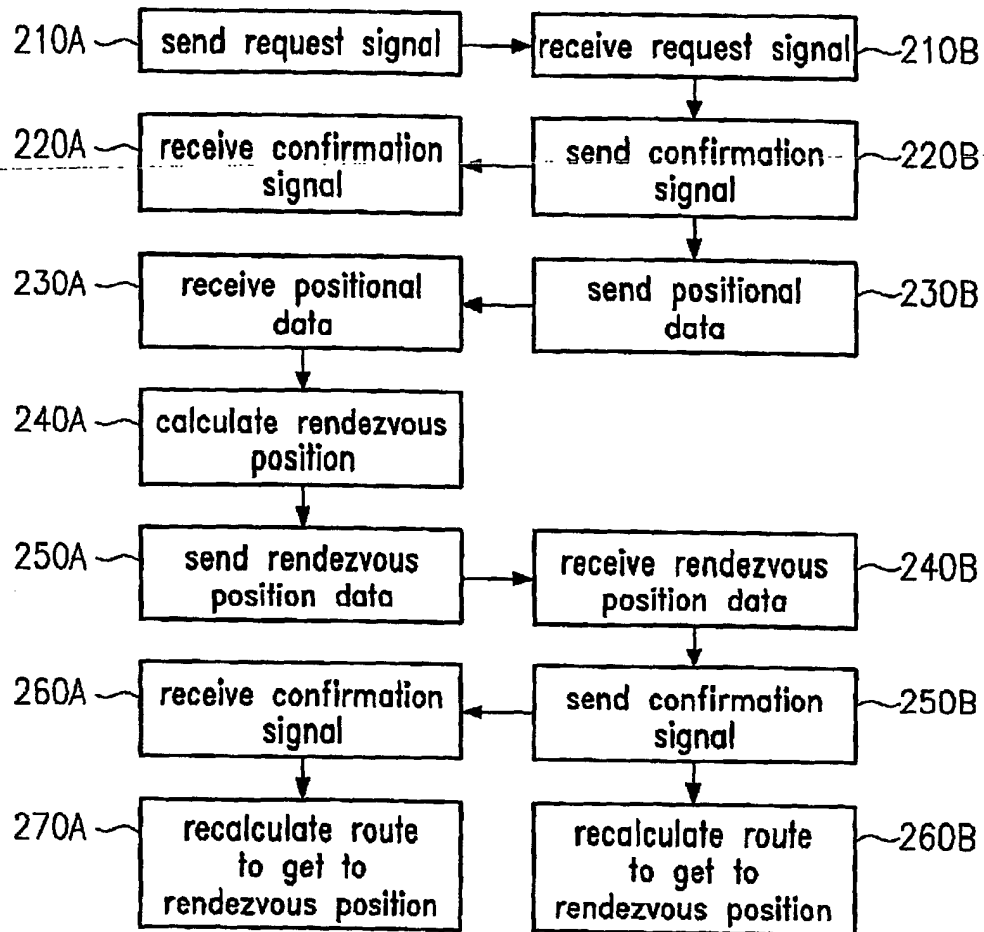 210A
send request signal
receive request signal
210B
220A
receive confirmation
signal
send confirmation
signal
220B
230A
receive positional
data
send positional
data
230B
240A
calculate rendezvous
position
250A
send rendezvous
position data
receive rendezvous
position data
240B
260A
receive confirmation
signal
send confirmation
signal
250B
270A
recalculate route
to get to
rendezvous position
recalculate route
to get to
rendezvous position
260B